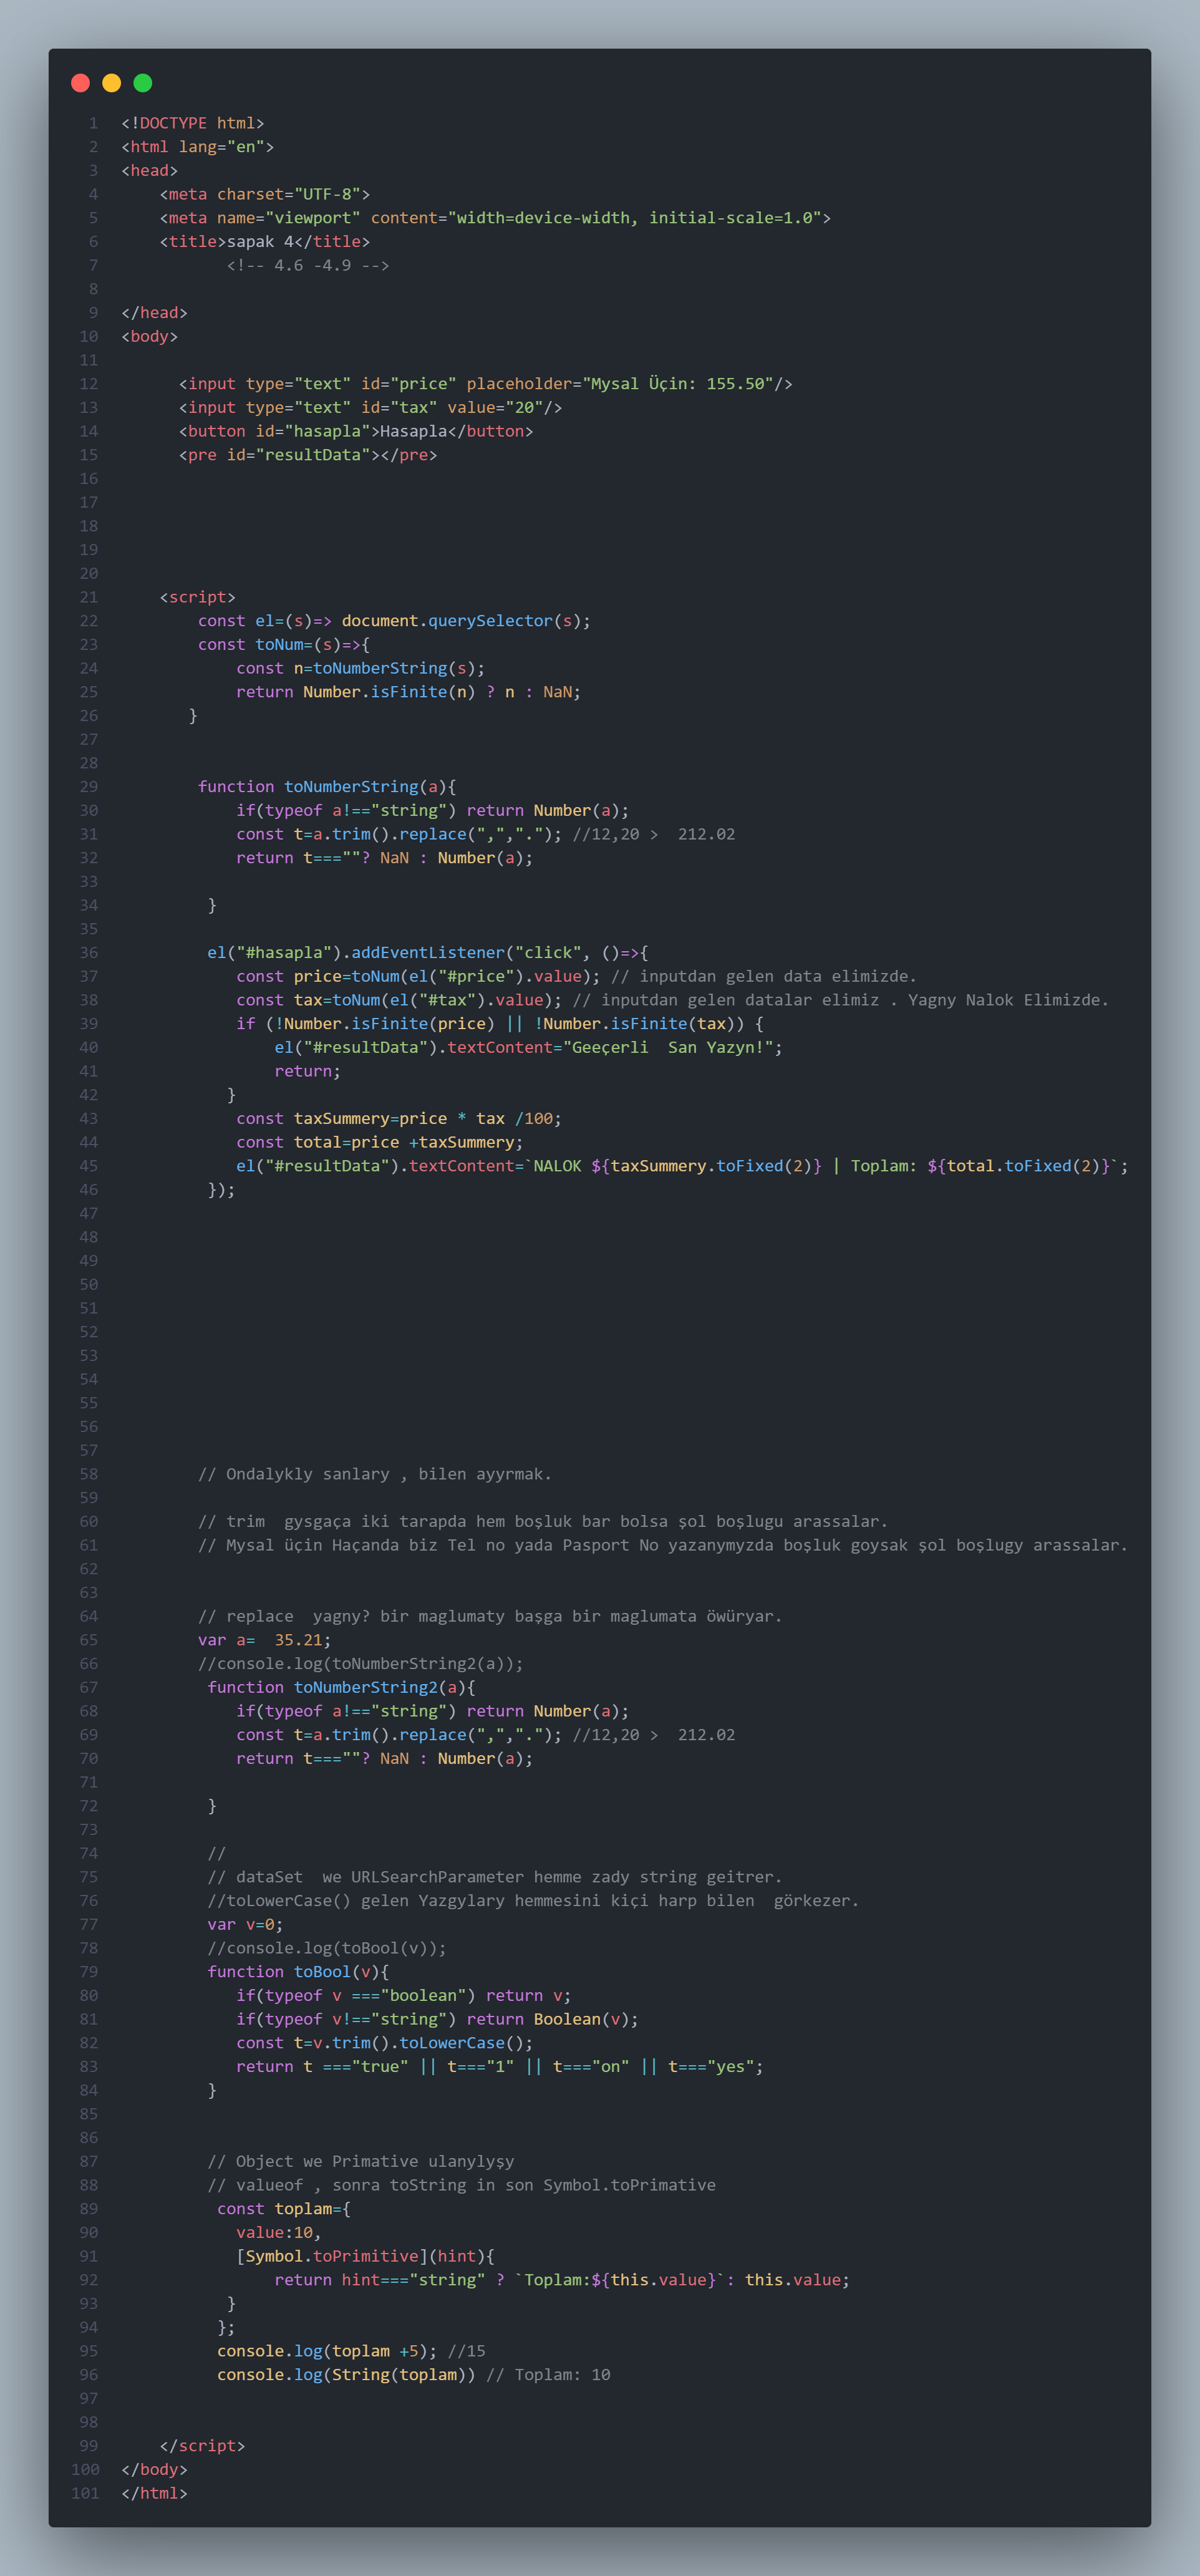 1 <!DOCTYPE html>
2 <html lang="en">
3 <head>
4     <meta charset="UTF-8">
5     <meta name="viewport" content="width=device-width, initial-scale=1.0">
6     <title>sapak 4</title>
7            <!-- 4.6 -4.9 -->
8
9 </head>
10 <body>
11
12       <input type="text" id="price" placeholder="Mysal Üçin: 155.50"/>
13       <input type="text" id="tax" value="20"/>
14       <button id="hasapla">Hasapla</button>
15       <pre id="resultData"></pre>
16
17
18
19
20
21     <script>
22         const el=(s)=> document.querySelector(s);
23         const toNum=(s)=>{
24             const n=toNumberString(s);
25             return Number.isFinite(n) ? n : NaN;
26        }
27
28
29         function toNumberString(a){
30             if(typeof a!=="string") return Number(a);
31             const t=a.trim().replace(",","."); //12,20 >  212.02
32             return t===""? NaN : Number(a);
33
34          }
35
36          el("#hasapla").addEventListener("click", ()=>{
37             const price=toNum(el("#price").value); // inputdan gelen data elimizde.
38             const tax=toNum(el("#tax").value); // inputdan gelen datalar elimiz . Yagny Nalok Elimizde.
39             if (!Number.isFinite(price) || !Number.isFinite(tax)) {
40                 el("#resultData").textContent="Geeçerli  San Yazyn!";
41                 return;
42            }
43             const taxSummery=price * tax /100;
44             const total=price +taxSummery;
45             el("#resultData").textContent=`NALOK ${taxSummery.toFixed(2)} | Toplam: ${total.toFixed(2)}`;
46          });
47
48
49
50
51
52
53
54
55
56
57
58         // Ondalykly sanlary , bilen ayyrmak.
59
60         // trim  gysgaça iki tarapda hem boşluk bar bolsa şol boşlugu arassalar.
61         // Mysal üçin Haçanda biz Tel no yada Pasport No yazanymyzda boşluk goysak şol boşlugy arassalar.
62
63
64         // replace  yagny? bir maglumaty başga bir maglumata öwüryar.
65         var a=  35.21;
66         //console.log(toNumberString2(a));
67          function toNumberString2(a){
68             if(typeof a!=="string") return Number(a);
69             const t=a.trim().replace(",","."); //12,20 >  212.02
70             return t===""? NaN : Number(a);
71
72          }
73
74          //
75          // dataSet  we URLSearchParameter hemme zady string geitrer.
76          //toLowerCase() gelen Yazgylary hemmesini kiçi harp bilen  görkezer.
77          var v=0;
78          //console.log(toBool(v));
79          function toBool(v){
80             if(typeof v ==="boolean") return v;
81             if(typeof v!=="string") return Boolean(v);
82             const t=v.trim().toLowerCase();
83             return t ==="true" || t==="1" || t==="on" || t==="yes";
84          }
85
86
87          // Object we Primative ulanylyşy
88          // valueof , sonra toString in son Symbol.toPrimative
89           const toplam={
90             value:10,
91             [Symbol.toPrimitive](hint){
92                 return hint==="string" ? `Toplam:${this.value}`: this.value;
93            }
94           };
95           console.log(toplam +5); //15
96           console.log(String(toplam)) // Toplam: 10
97
98
99     </script>
100 </body>
101 </html>